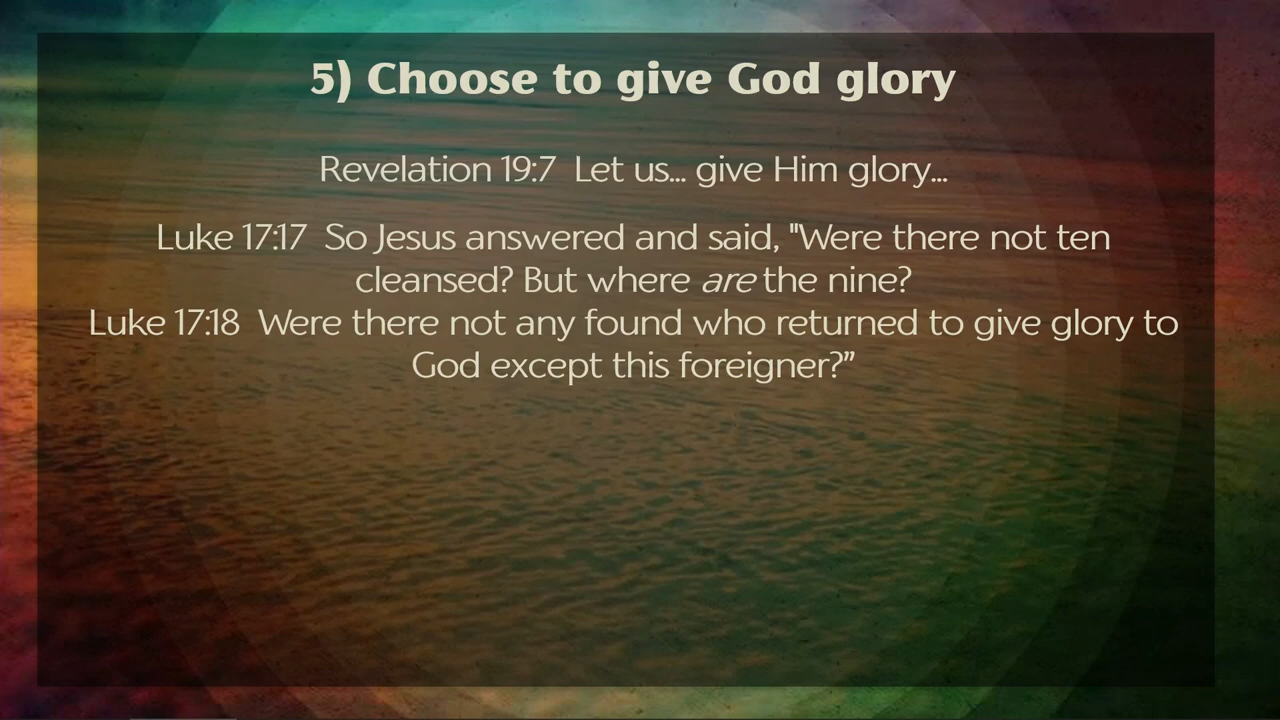 5) Choose to give God glory
Revelation 19:7  Let us... give Him glory...
Luke 17:17  So Jesus answered and said, "Were there not ten
cleansed? But where are the nine?
Luke 17:18  Were there not any found who returned to give glory to
God except this foreigner?”